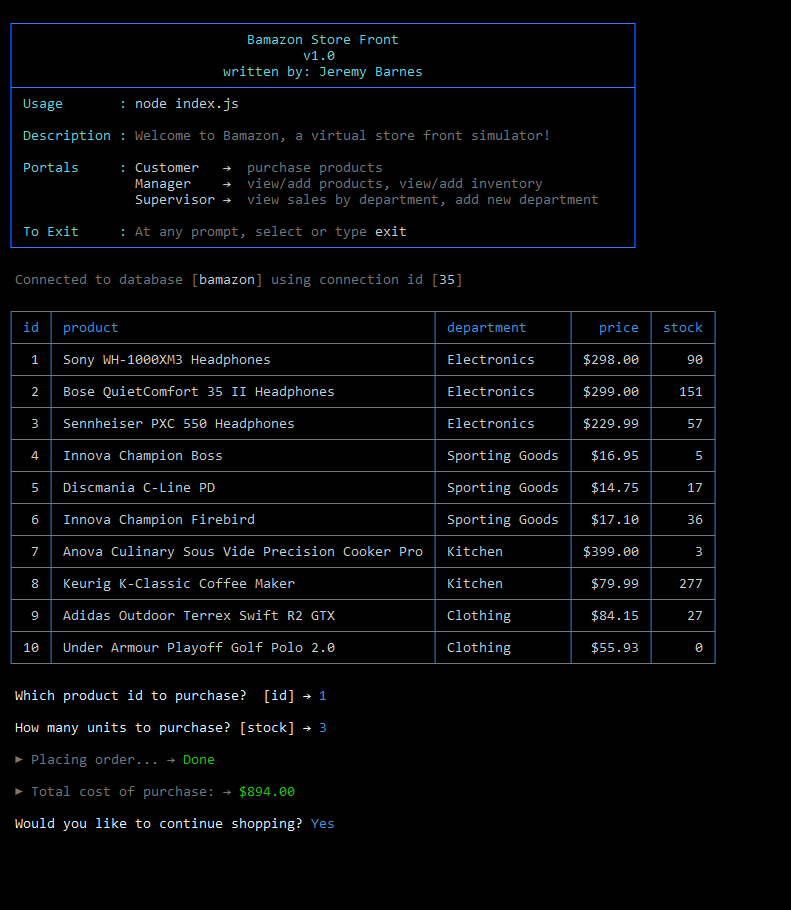 Bamazon Store Front
v1.0
written by: Jeremy Barnes
Usage : node index.js
Description : Welcome to Bamazon, a virtual store front simulator!
Portals : Customer → purchase products
Manager → view/add products, view/add inventory
Supervisor → view sales by department, add new department
To Exit : At any prompt, select or type exit
Connected to database [bamazon] using connection id [35]
id product department price stock
1 Sony WH-1000XM3 Headphones Electronics $298.00 90
2 Bose QuietComfort 35 II Headphones Electronics $299.00 151
3 Sennheiser PXC 550 Headphones Electronics $229.99 57
4 Innova Champion Boss Sporting Goods $16.95 5
5 Discmania C-Line PD Sporting Goods $14.75 17
6 Innova Champion Firebird Sporting Goods $17.10 36
7 Anova Culinary Sous Vide Precision Cooker Pro Kitchen $399.00 3
8 Keurig K-Classic Coffee Maker Kitchen $79.99 277
9 Adidas Outdoor Terrex Swift R2 GTX Clothing $84.15 27
10 Under Armour Playoff Golf Polo 2.0 Clothing $55.93 0
Which product id to purchase? [id] → 1
How many units to purchase? [stock] → 3
► Placing order... → Done
► Total cost of purchase: → $894.00
Would you like to continue shopping? Yes